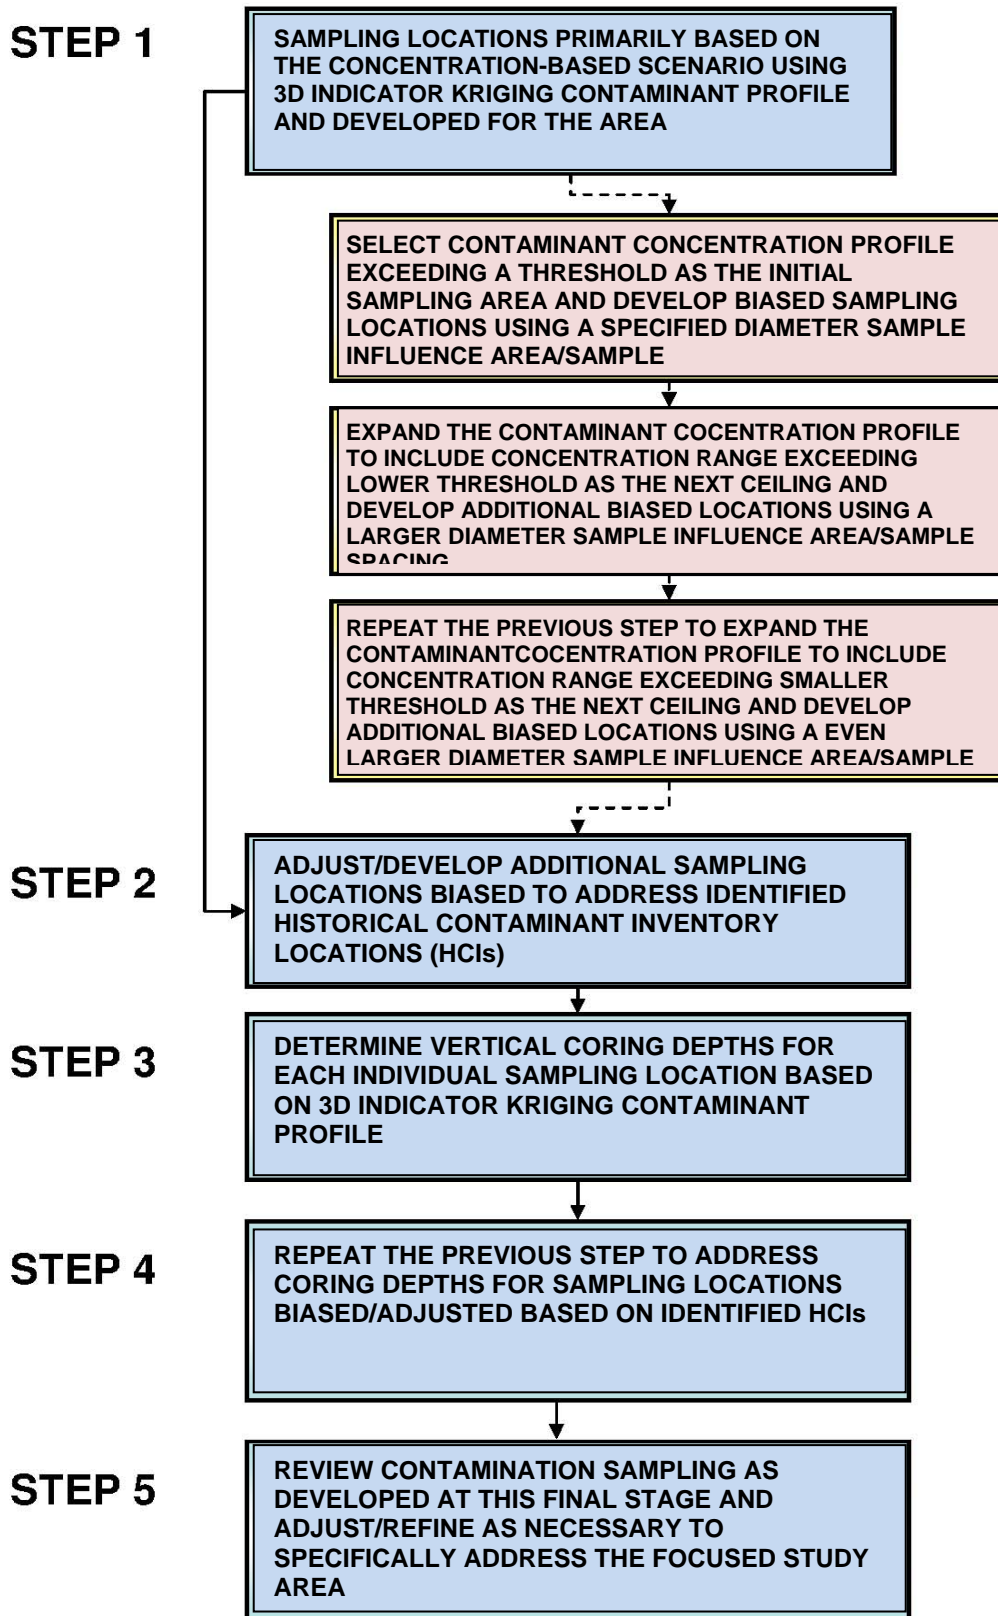 STEP 1
SAMPLING LOCATIONS PRIMARILY BASED ON
THE CONCENTRATION-BASED SCENARIO USING
3D INDICATOR KRIGING CONTAMINANT PROFILE
AND DEVELOPED FOR THE AREA
SELECT CONTAMINANT CONCENTRATION PROFILE
EXCEEDING A THRESHOLD AS THE INITIAL
SAMPLING AREA AND DEVELOP BIASED SAMPLING
LOCATIONS USING A SPECIFIED DIAMETER SAMPLE
INFLUENCE AREA/SAMPLE
EXPAND THE CONTAMINANT COCENTRATION PROFILE
TO INCLUDE CONCENTRATION RANGE EXCEEDING
LOWER THRESHOLD AS THE NEXT CEILING AND
DEVELOP ADDITIONAL BIASED LOCATIONS USING A
LARGER DIAMETER SAMPLE INFLUENCE AREA/SAMPLE
SPACING
REPEAT THE PREVIOUS STEP TO EXPAND THE
CONTAMINANTCOCENTRATION PROFILE TO INCLUDE
CONCENTRATION RANGE EXCEEDING SMALLER
THRESHOLD AS THE NEXT CEILING AND DEVELOP
ADDITIONAL BIASED LOCATIONS USING A EVEN
LARGER DIAMETER SAMPLE INFLUENCE AREA/SAMPLE
STEP 2
ADJUST/DEVELOP ADDITIONAL SAMPLING
LOCATIONS BIASED TO ADDRESS IDENTIFIED
HISTORICAL CONTAMINANT INVENTORY
LOCATIONS (HCIs)
STEP 3
DETERMINE VERTICAL CORING DEPTHS FOR
EACH INDIVIDUAL SAMPLING LOCATION BASED
ON 3D INDICATOR KRIGING CONTAMINANT
PROFILE
STEP 4
REPEAT THE PREVIOUS STEP TO ADDRESS
CORING DEPTHS FOR SAMPLING LOCATIONS
BIASED/ADJUSTED BASED ON IDENTIFIED HCIs
STEP 5
REVIEW CONTAMINATION SAMPLING AS
DEVELOPED AT THIS FINAL STAGE AND
ADJUST/REFINE AS NECESSARY TO
SPECIFICALLY ADDRESS THE FOCUSED STUDY
AREA